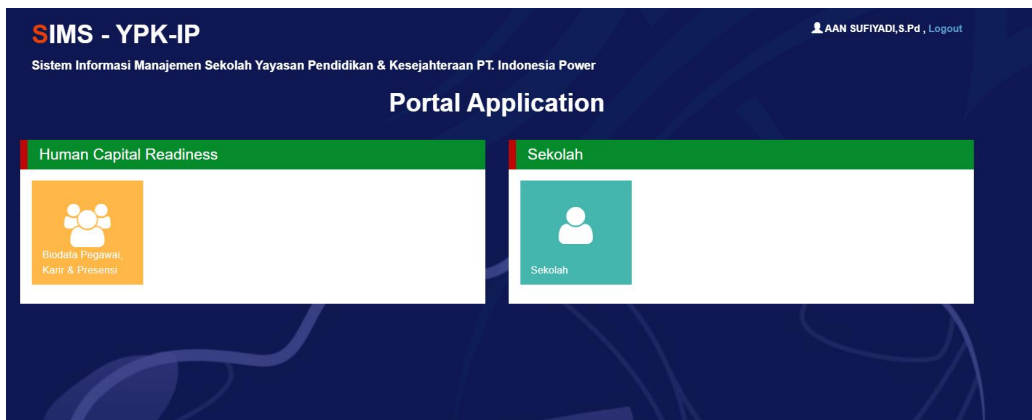 SIMS - YPK-IP
AAN SUFIYADI,S.Pd , Logout
Sistem Informasi Manajemen Sekolah Yayasan Pendidikan & Kesejahteraan PT. Indonesia Power
Portal Application
Human Capital Readiness
Sekolah
Biodata Pegawai,
Karir & Presensi
Sekolah